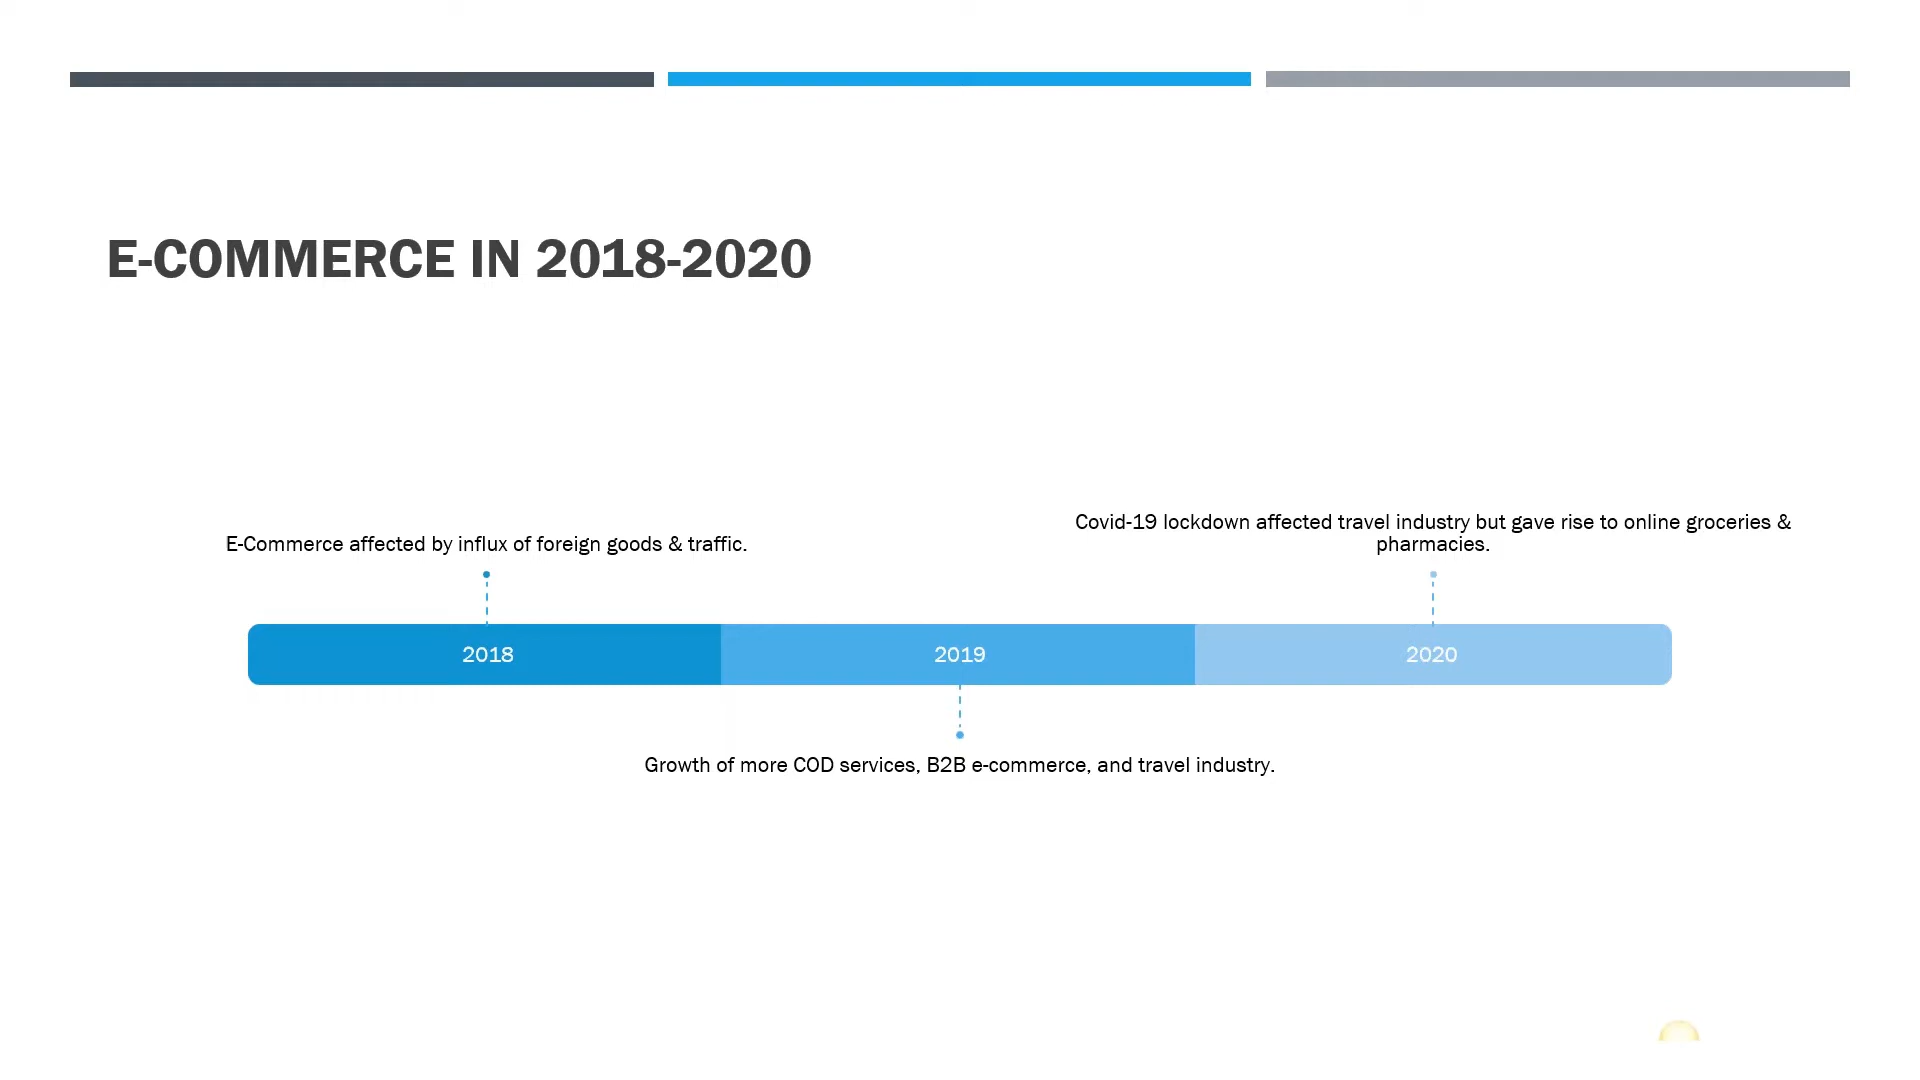 E-COMMERCE IN 2018-2020
E-Commerce affected by influx of foreign goods & traffic.
Covid-19 lockdown affected travel industry but gave rise to online groceries &
pharmacies.
2018
2019
2020
Growth of more COD services, B2B e-commerce, and travel industry.